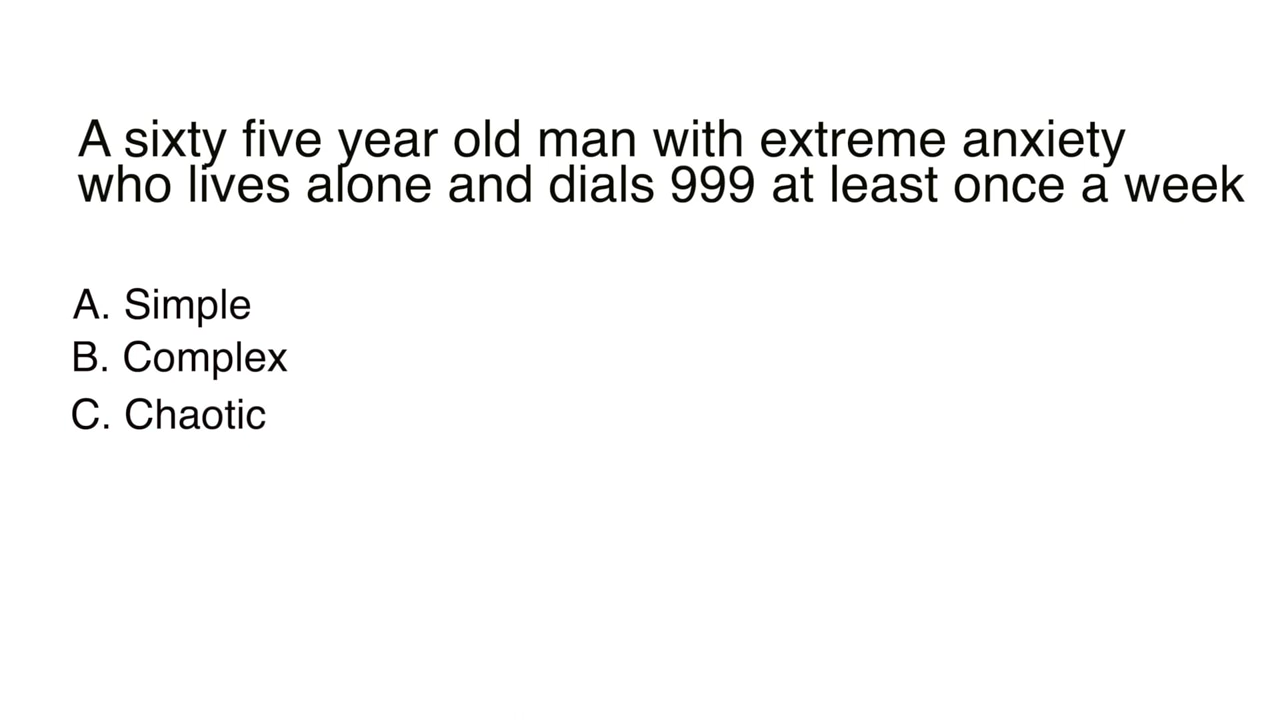 A sixty five year old man with extreme anxiety
who lives alone and dials 999 at least once a week
A. Simple
B. Complex
C. Chaotic